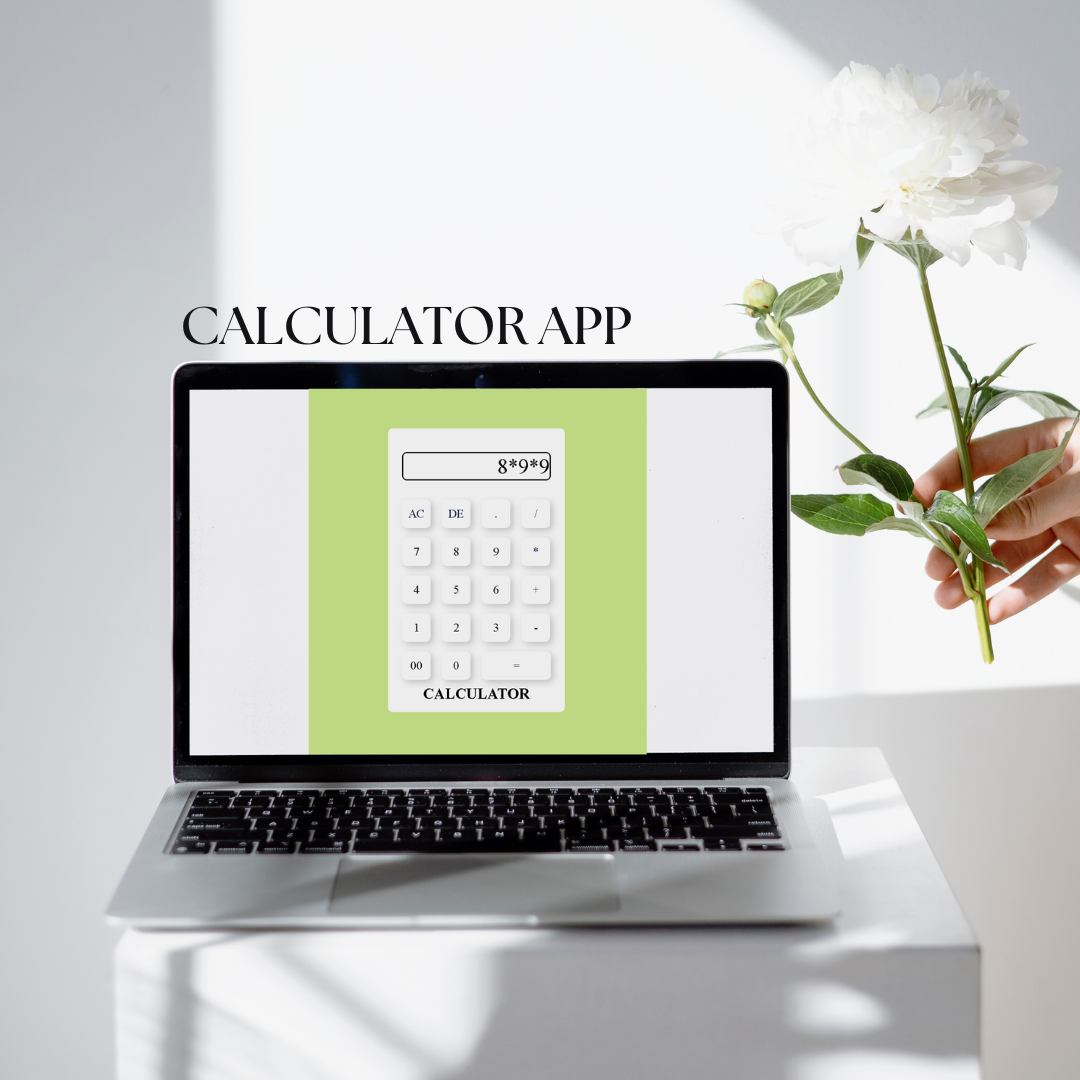 CALCULATOR APP
8*9*9
AC DE . /
7 8 9 *
4 5 6 +
1 2 3 -
00 0 =
CALCULATOR